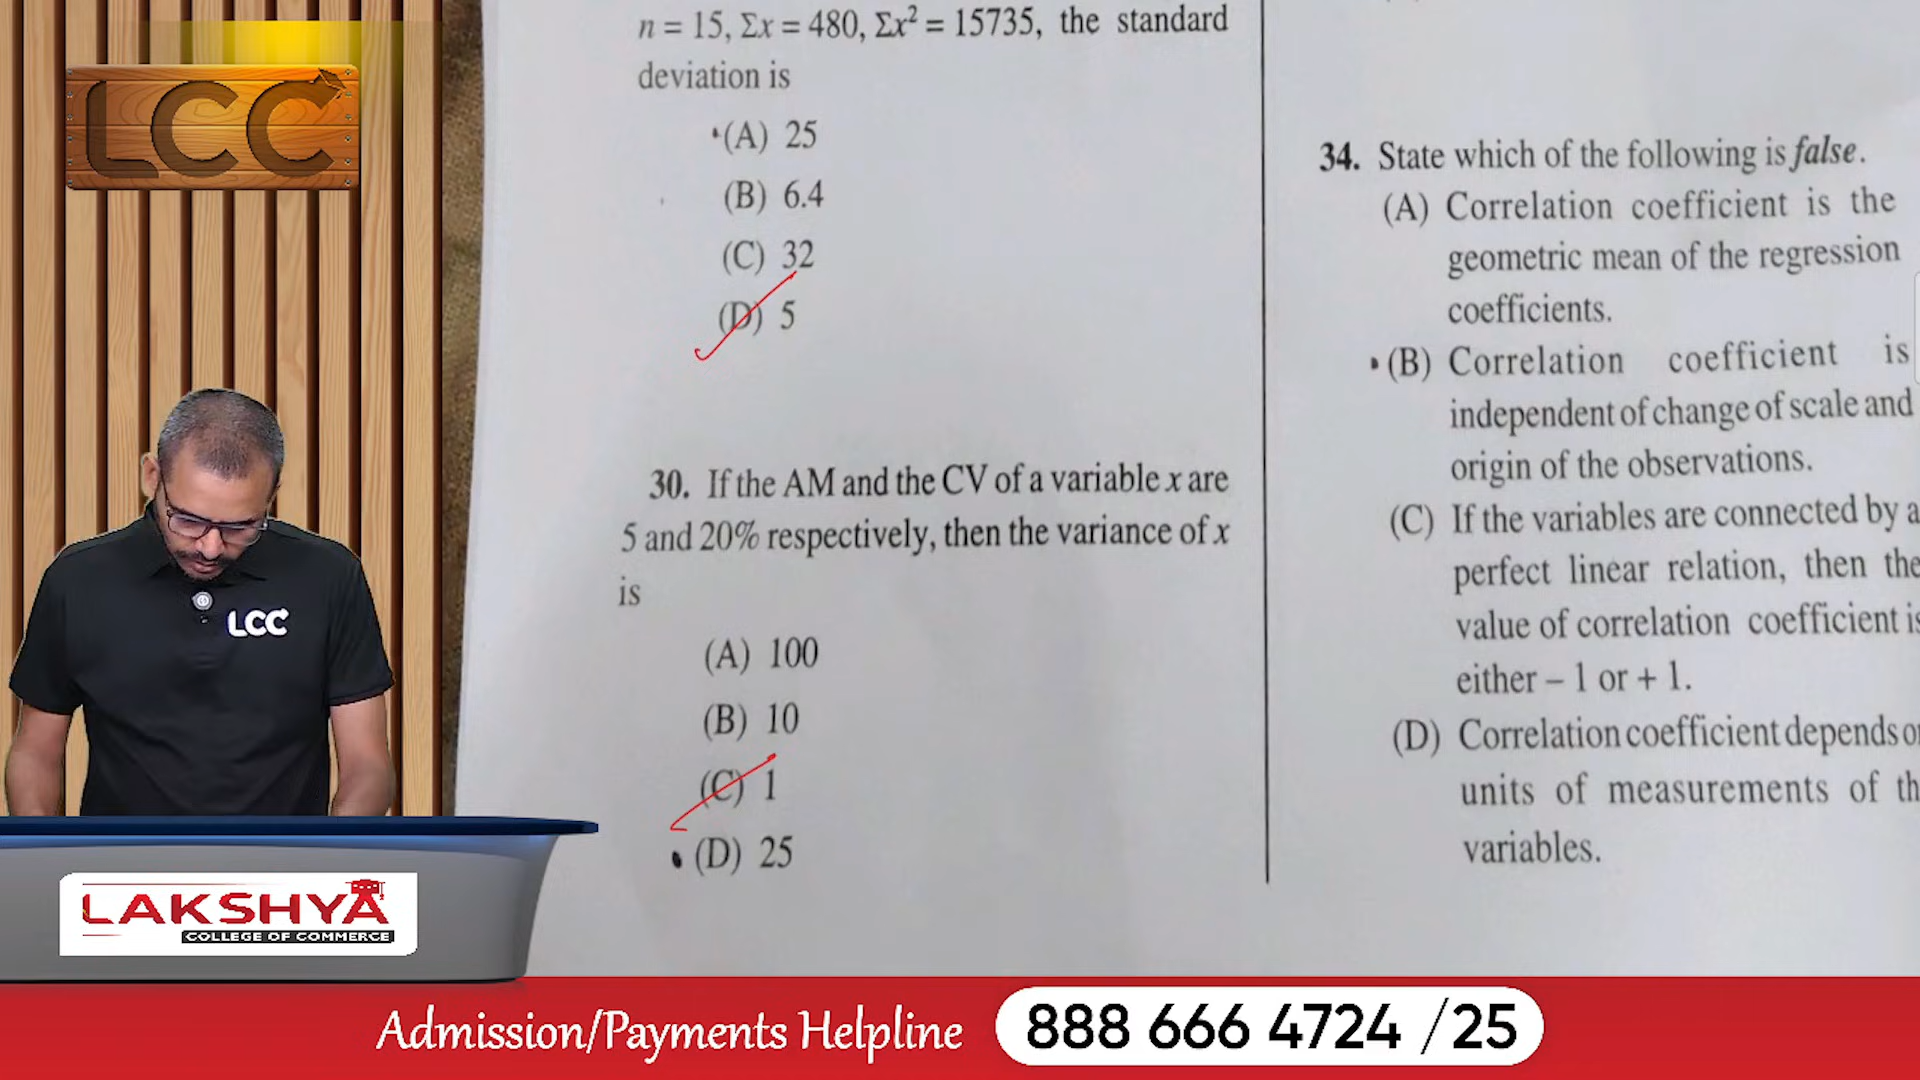 LCC
n = 15, Σx = 480, Σx² = 15735, the standard
deviation is
(A) 25
(B) 6.4
(C) 32
(D) 5
30. If the AM and the CV of a variable x are
5 and 20% respectively, then the variance of x
is
(A) 100
(B) 10
(C) 1
(D) 25
34. State which of the following is false.
(A) Correlation coefficient is the
geometric mean of the regression
coefficients.
(B) Correlation coefficient is
independent of change of scale and
origin of the observations.
(C) If the variables are connected by a
perfect linear relation, then the
value of correlation coefficient is
either – 1 or + 1.
(D) Correlation coefficient depends
units of measurements of
variables.
LCC
LAKSHYA
COLLEGE OF COMMERCE
Admission/Payments Helpline 888 666 4724 /25